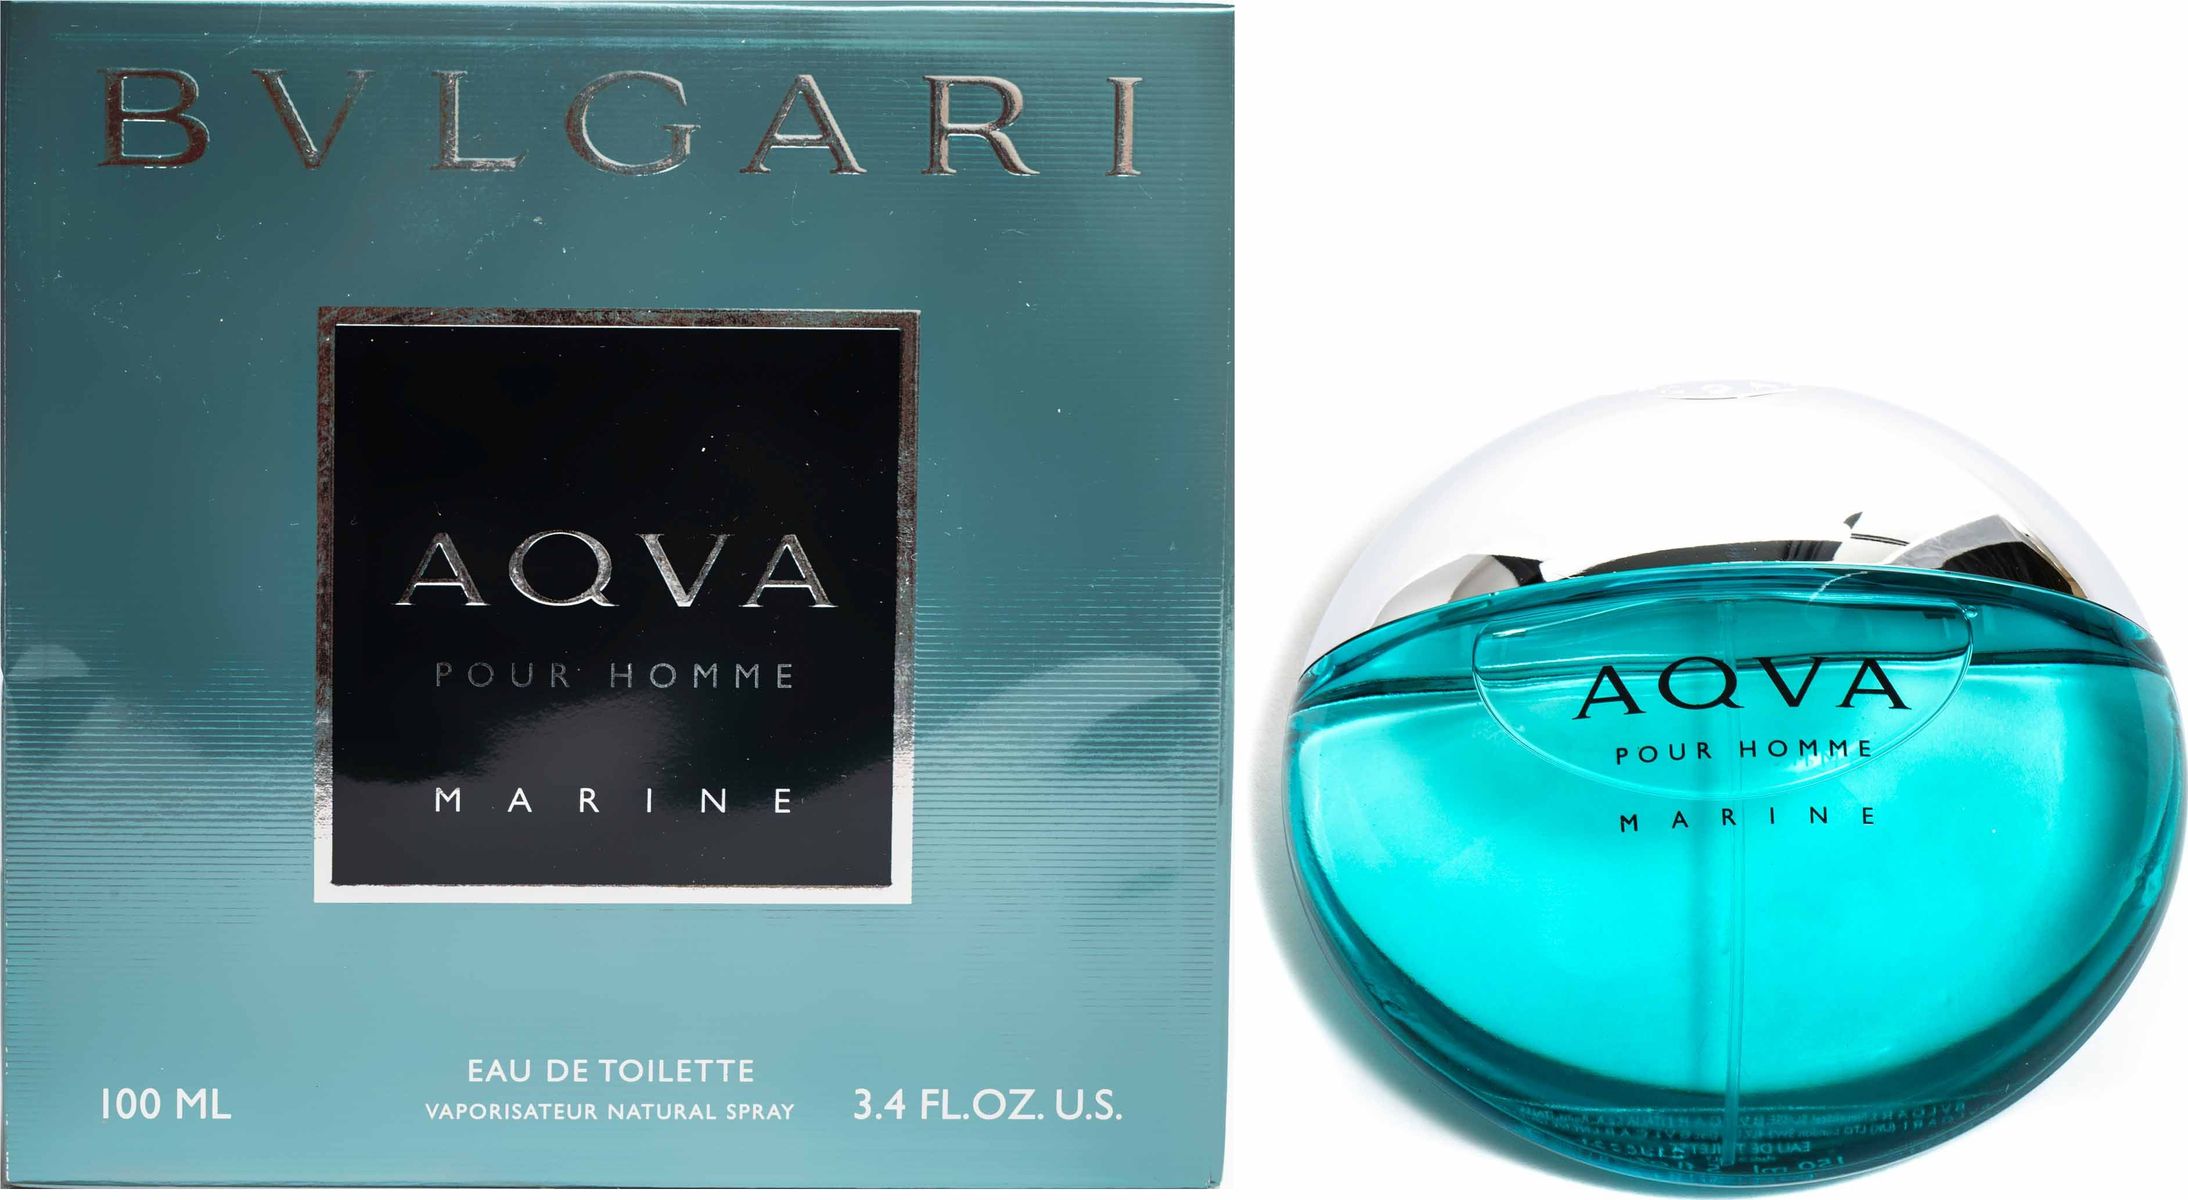 BVLGARI
AQVA
POUR HOMME
MARINE
EAU DE TOILETTE
100 ML
VAPORISATEUR NATURAL SPRAY
3.4 FL.OZ. U.S.
AQVA
POUR HOMME
MARINE